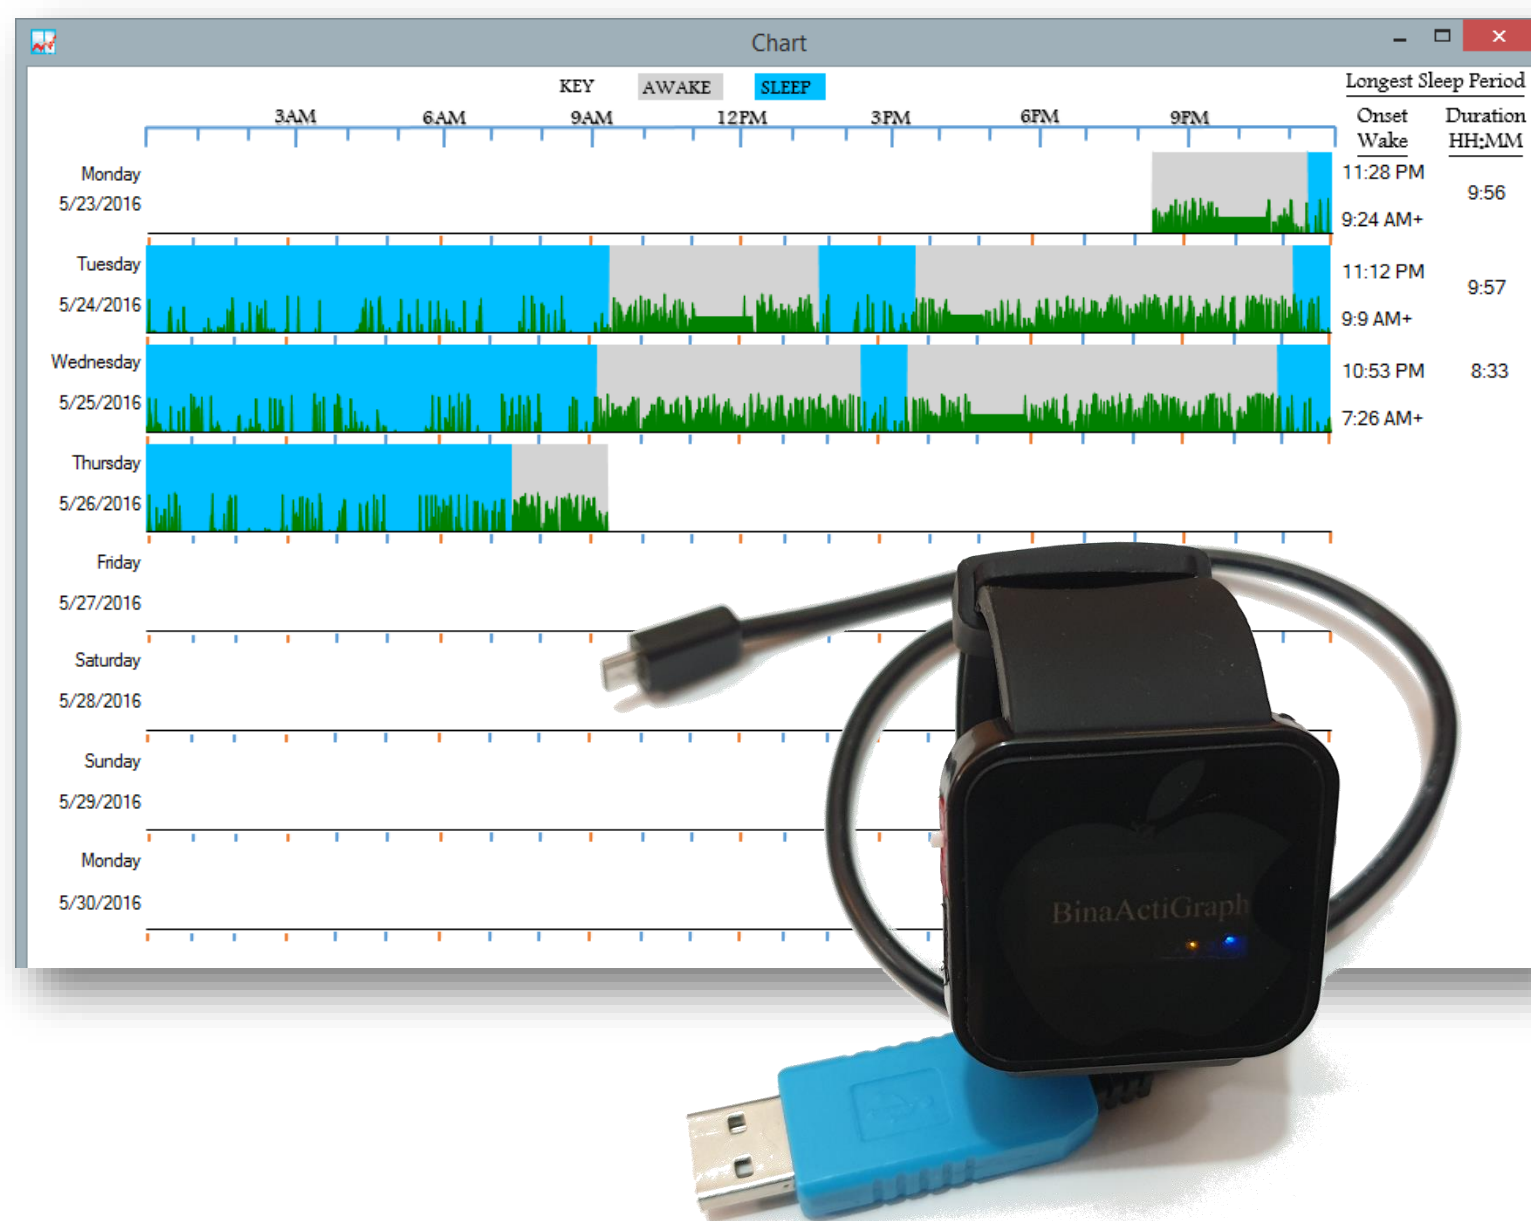 Chart
KEY AWAKE SLEEP
Longest Sleep Period
Onset Duration
Wake HH:MM
3AM 6AM 9AM 12PM 3PM 6PM 9PM
Monday 11:28 PM
5/23/2016 9:24 AM+ 9:56
Tuesday 11:12 PM
5/24/2016 9:9 AM+ 9:57
Wednesday 10:53 PM 8:33
5/25/2016 7:26 AM+
Thursday
5/26/2016
Friday
5/27/2016
Saturday
5/28/2016
Sunday
5/29/2016
Monday
5/30/2016
BinaActiGraph